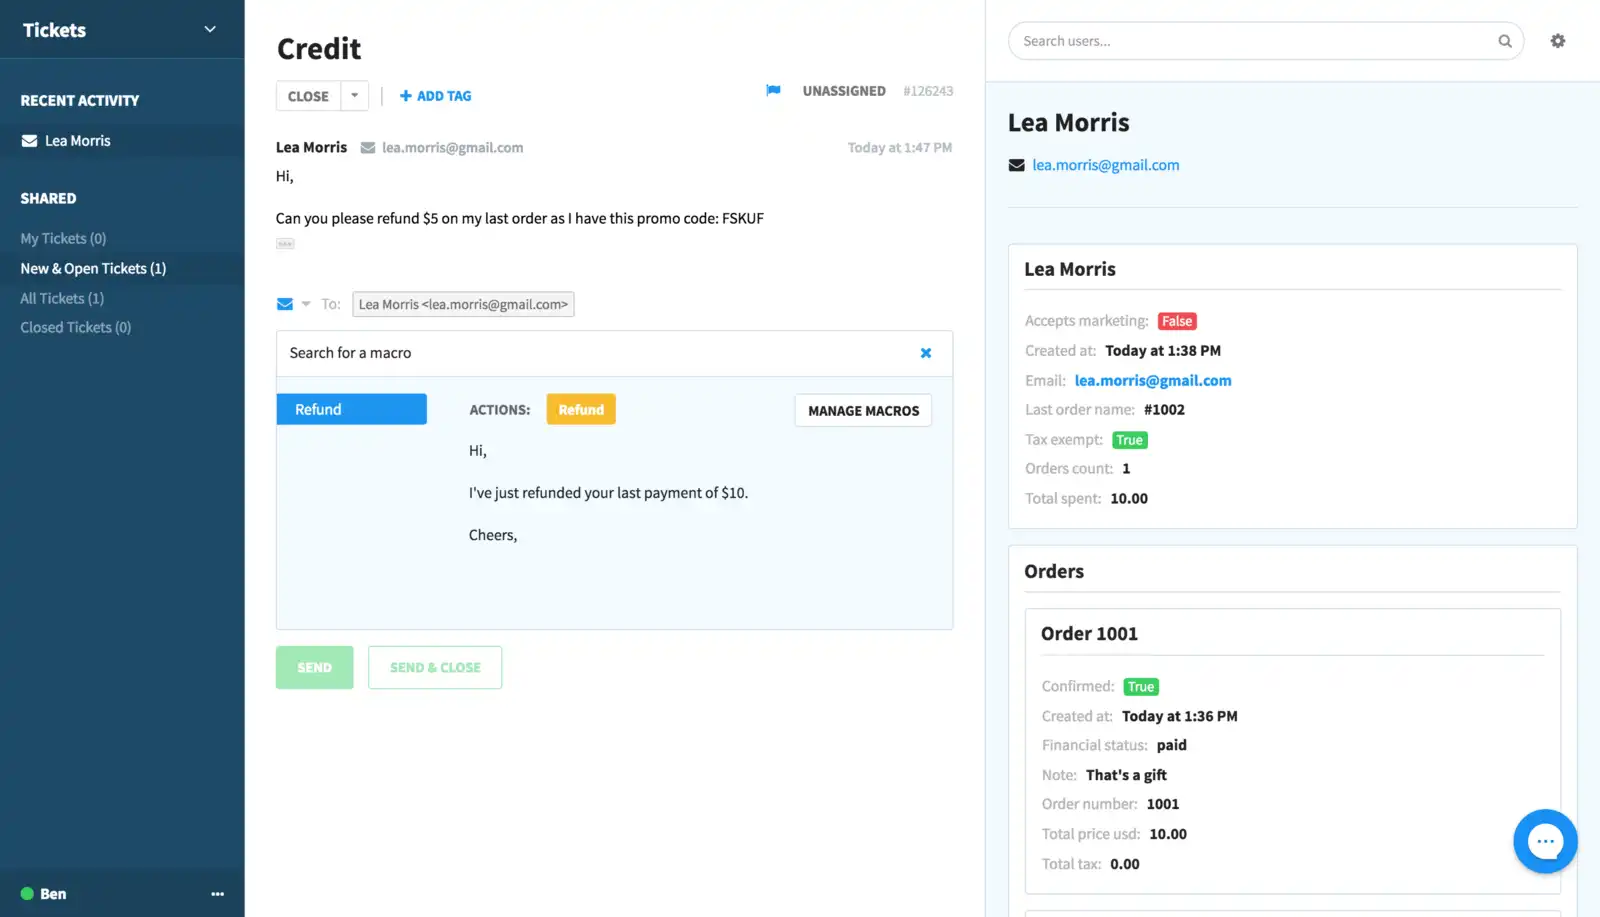 Tickets
RECENT ACTIVITY
Lea Morris
SHARED
My Tickets (0)
New & Open Tickets (1)
All Tickets (1)
Closed Tickets (0)
Ben
Credit
CLOSE
ADD TAG
UNASSIGNED #126243
Lea Morris lea.morris@gmail.com Today at 1:47 PM
Hi,
Can you please refund $5 on my last order as I have this promo code: FSKUF
To: Lea Morris <lea.morris@gmail.com>
Search for a macro
Refund
ACTIONS: Refund
MANAGE MACROS
Hi,
I've just refunded your last payment of $10.
Cheers,
SEND
SEND & CLOSE
Search users...
Lea Morris
lea.morris@gmail.com
Lea Morris
Accepts marketing: False
Created at: Today at 1:38 PM
Email: lea.morris@gmail.com
Last order name: #1002
Tax exempt: True
Orders count: 1
Total spent: 10.00
Orders
Order 1001
Confirmed: True
Created at: Today at 1:36 PM
Financial status: paid
Note: That's a gift
Order number: 1001
Total price usd: 10.00
Total tax: 0.00